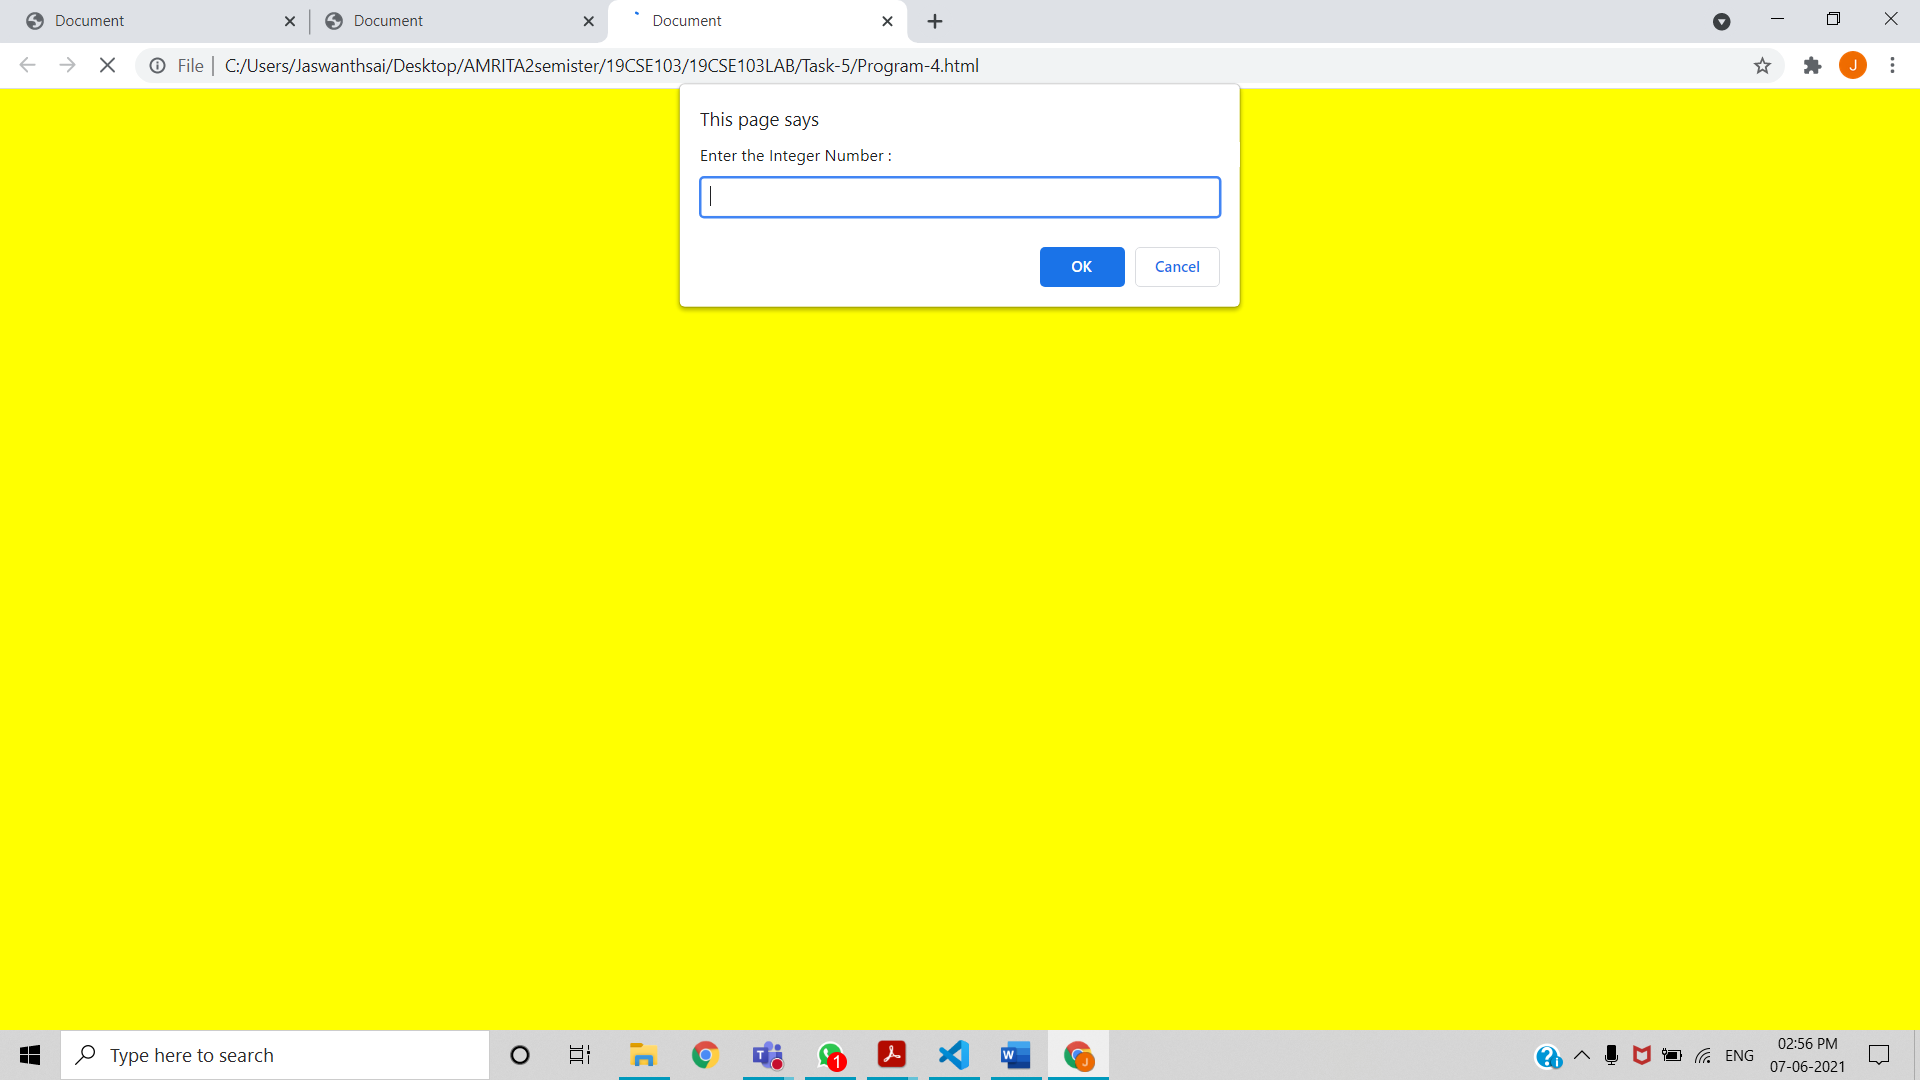 Document
Document
Document
File
C:/Users/Jaswanthsai/Desktop/AMRITA2semister/19CSE103/19CSE103LAB/Task-5/Program-4.html
J
This page says
Enter the Integer Number :
OK
Cancel
Type here to search
T
1
W
J
ENG
02:56 PM
07-06-2021